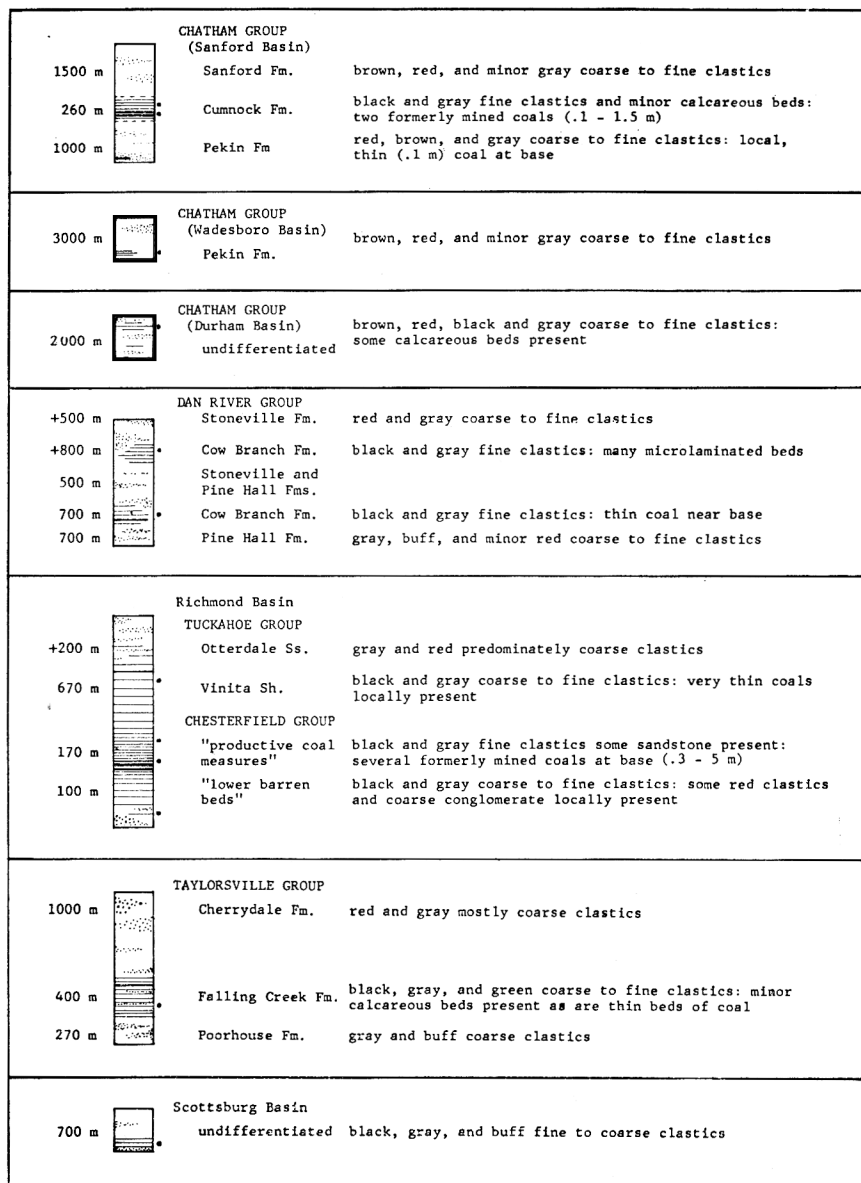 CHATHAM GROUP
(Sanford Basin)
1500 m Sanford Fm. brown, red, and minor gray coarse to fine clastics
260 m Cumnock Fm. black and gray fine clastics and minor calcareous beds:
two formerly mined coals (.1 - 1.5 m)
1000 m Pekin Fm red, brown, and gray coarse to fine clastics: local,
thin (.1 m) coal at base
CHATHAM GROUP
(Wadesboro Basin)
3000 m brown, red, and minor gray coarse to fine clastics
Pekin Fm.
CHATHAM GROUP
(Durham Basin) brown, red, black and gray coarse to fine clastics:
2000 m undifferentiated some calcareous beds present
DAN RIVER GROUP
+500 m Stoneville Fm. red and gray coarse to fine clastics
+800 m Cow Branch Fm. black and gray fine clastics: many microlaminated beds
500 m Stoneville and
Pine Hall Fms.
700 m Cow Branch Fm. black and gray fine clastics: thin coal near base
700 m Pine Hall Fm. gray, buff, and minor red coarse to fine clastics
Richmond Basin
TUCKAHOE GROUP
+200 m Otterdale Ss. gray and red predominately coarse clastics
670 m Vinita Sh. black and gray coarse to fine clastics: very thin coals
locally present
CHESTERFIELD GROUP
170 m "productive coal black and gray fine clastics some sandstone present:
measures" several formerly mined coals at base (.3 - 5 m)
100 m "lower barren black and gray coarse to fine clastics: some red clastics
beds" and coarse conglomerate locally present
TAYLORSVILLE GROUP
1000 m Cherrydale Fm. red and gray mostly coarse clastics
400 m Falling Creek Fm. black, gray, and green coarse to fine clastics: minor
calcareous beds present as are thin beds of coal
270 m Poorhouse Fm. gray and buff coarse clastics
Scottsburg Basin
700 m undifferentiated black, gray, and buff fine to coarse clastics